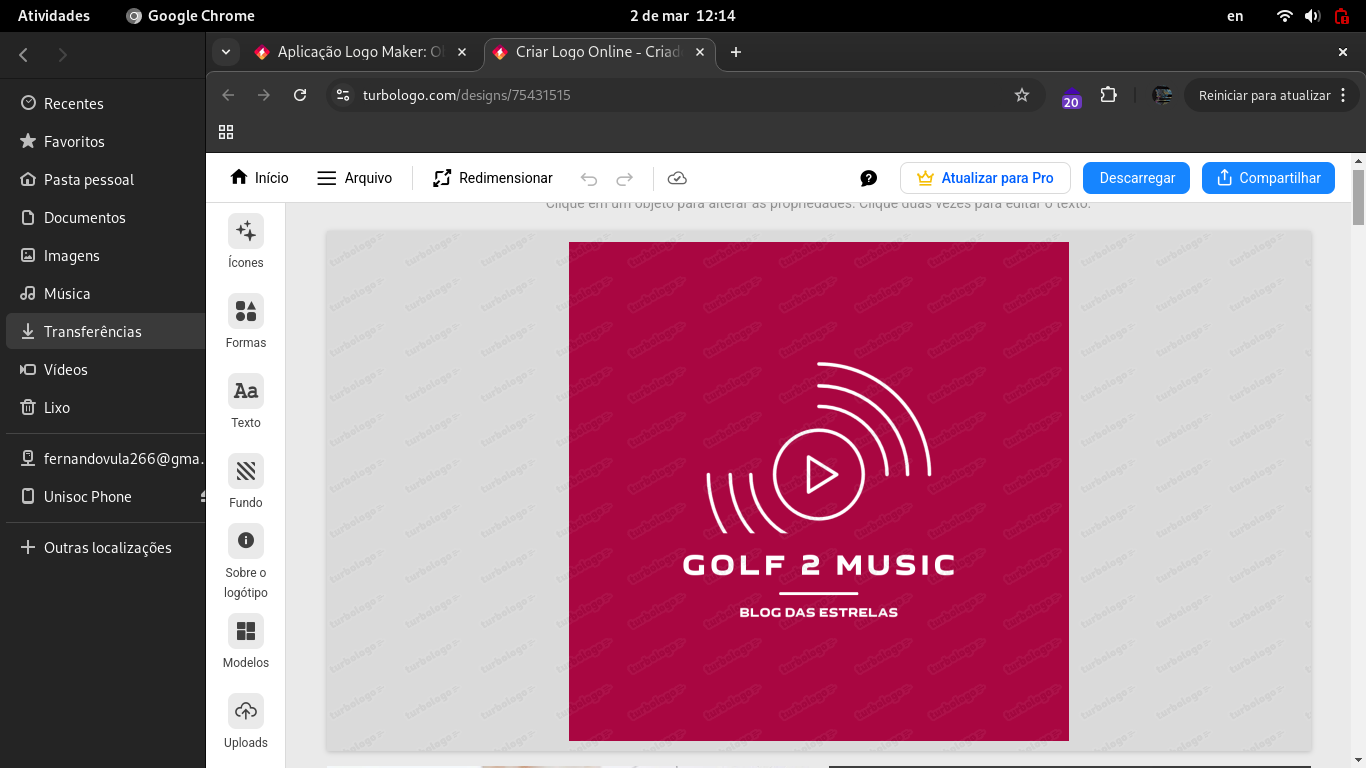 Atividades
Google Chrome
2 de mar 12:14
en
Recentes
Favoritos
Pasta pessoal
Documentos
Imagens
Música
Transferências
Vídeos
Lixo
fernandovula266@gma.
Unisoc Phone
Outras localizações
Aplicação Logo Maker:
Criar Logo Online - Criad
turbologo.com/designs/75431515
20
Reiniciar para atualizar
Início
Arquivo
Redimensionar
Atualizar para Pro
Descarregar
Compartilhar
Clique em um objeto para alterar as propriedades. Clique duas vezes para editar o texto.
Ícones
Formas
Aa
Texto
Fundo
Sobre o
logótipo
Modelos
Uploads
GOLF 2 MUSIC
BLOG DAS ESTRELAS
turbologo